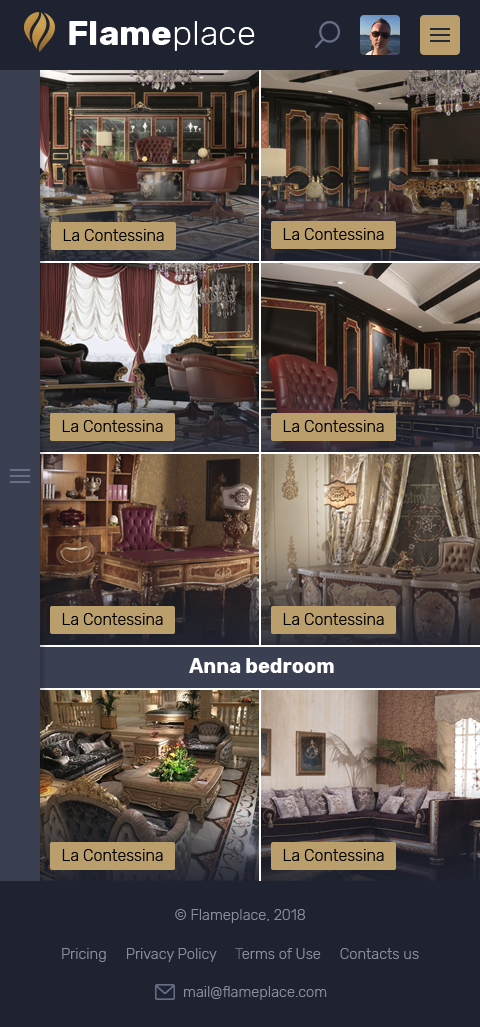 Flameplace
La Contessina
La Contessina
La Contessina
La Contessina
La Contessina
La Contessina
Anna bedroom
La Contessina
La Contessina
© Flameplace, 2018
Pricing Privacy Policy Terms of Use Contacts us
mail@flameplace.com